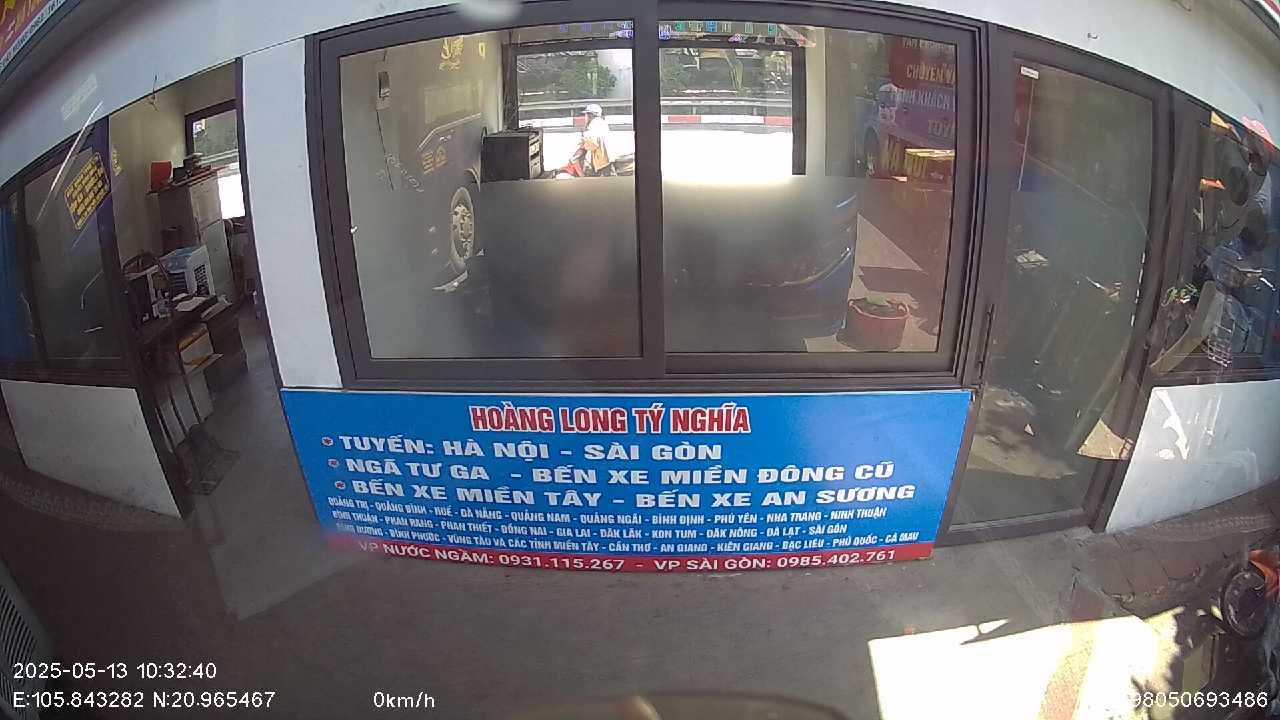 HOÀNG LONG TÝ NGHĨA
TUYẾN: HÀ NỘI - SÀI GÒN
NGÃ TƯ GA - BẾN XE MIỀN ĐÔNG CŨ
BẾN XE MIỀN TÂY - BẾN XE AN SƯƠNG
QUẢNG TRỊ - QUẢNG BÌNH - HUẾ - ĐÀ NẴNG - QUẢNG NAM - QUẢNG NGÃI - BÌNH ĐỊNH - PHÚ YÊN - NHA TRANG - NINH THUẬN
BÌNH THUẬN - PHAN RANG - PHAN THIẾT - ĐỒNG NAI - GIA LAI - ĐĂK LĂK - KON TUM - ĐĂK NÔNG - ĐÀ LẠT - SÀI GÒN
BÌNH DƯƠNG - BÌNH PHƯỚC - VŨNG TÀU VÀ CÁC TỈNH MIỀN TÂY - CẦN THƠ - AN GIANG - KIÊN GIANG - BẠC LIÊU - PHÚ QUỐC - CÀ MAU
VP NƯỚC NGẦM: 0931.115.267 - VP SÀI GÒN: 0985.402.761
2025-05-13 10:32:40
E:105.843282 N:20.965467
0km/h
98050693486